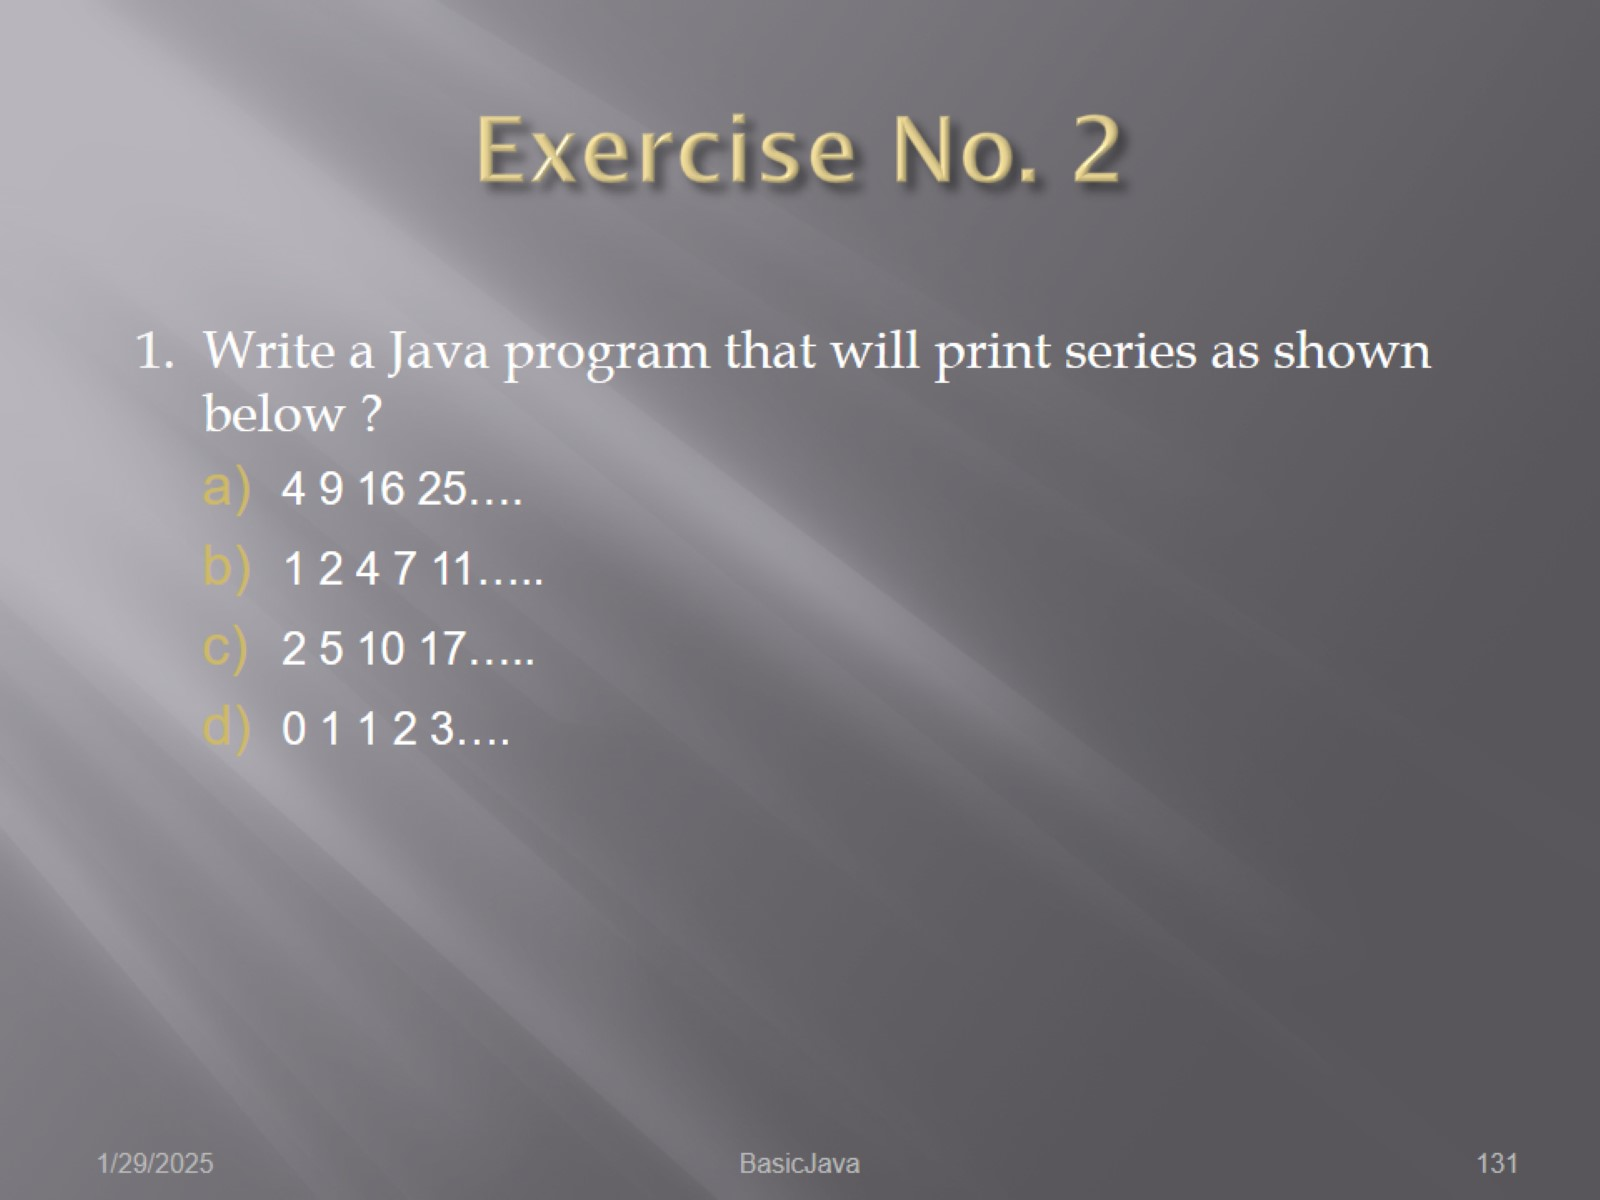 Exercise No. 2
1. Write a Java program that will print series as shown
below ?
a) 4 9 16 25....
b) 1 2 4 7 11.....
c) 2 5 10 17.....
d) 0 1 1 2 3....
1/29/2025 BasicJava 131